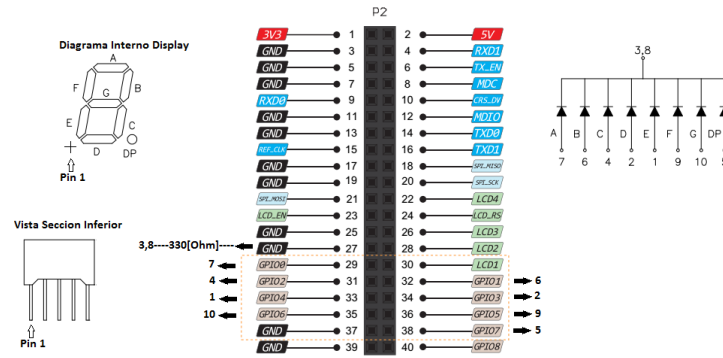 P2
Diagrama Interno Display
A
F
B
G
E
C
D
DP
Pin 1
Vista Seccion Inferior
Pin 1
3V3 1 2 5V
GND 3 4 RXD1
GND 5 6 TX_EN
GND 7 8 MDC
RXD0 9 10 CRS_DV
GND 11 12 MDIO
GND 13 14 TXD0
REF_CLK 15 16 TXD1
GND 17 18 SPI_MISO
GND 19 20 SPI_SCK
SPI_MOSI 21 22 LCD4
LCD_EN 23 24 LCD_RS
GND 25 26 LCD3
3,8----330[Ohm]---- GND 27 28 LCD2
7 GPIO0 29 30 LCD1
4 GPIO2 31 32 GPIO1 6
1 GPIO4 33 34 GPIO3 2
10 GPIO6 35 36 GPIO5 9
GND 37 38 GPIO7 5
GND 39 40 GPIO8
3,8
A B C D E F G DP
7 6 4 2 1 9 10 5